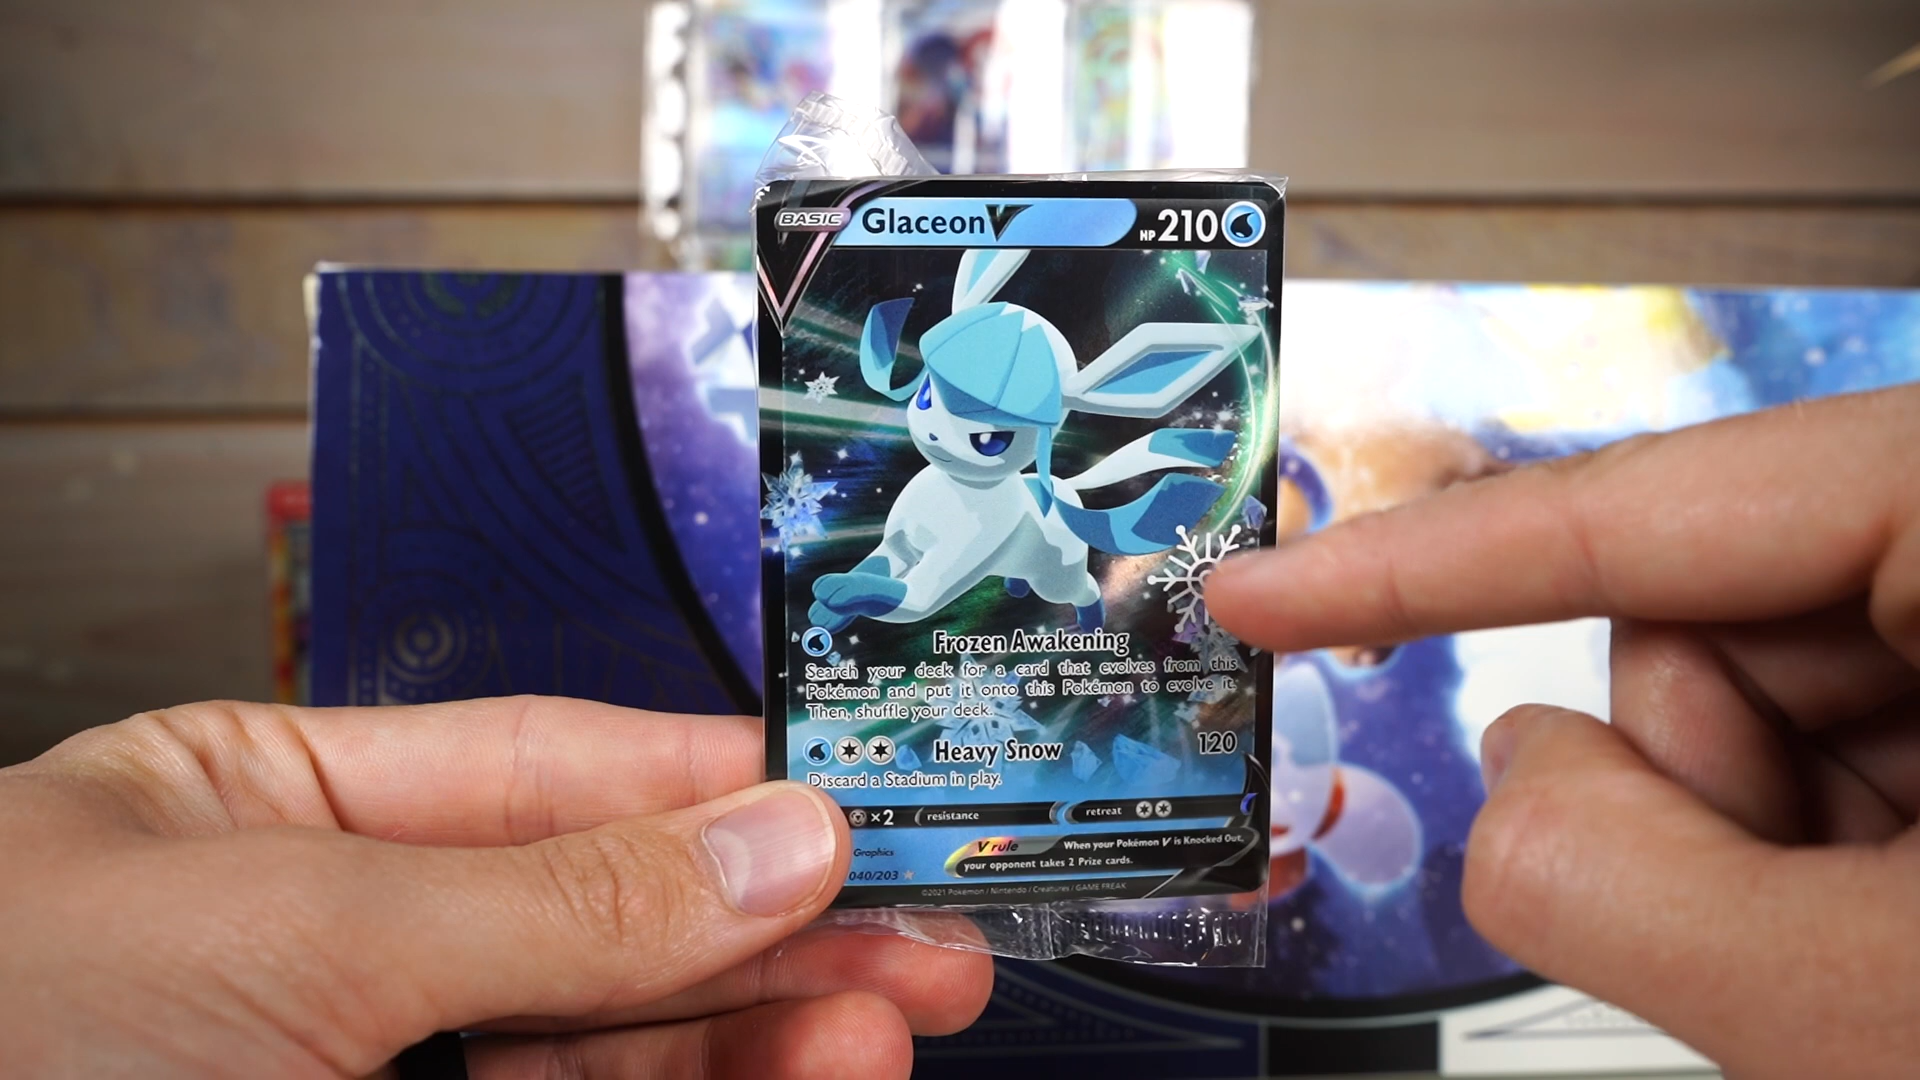 BASIC GlaceonV HP 210
Frozen Awakening
Search your deck for a card that evolves from this
Pokémon and put it onto this Pokémon to evolve it.
Then, shuffle your deck.
Heavy Snow 120
Discard a Stadium in play.
×2 resistance retreat
Graphics
V rule When your Pokémon V is Knocked Out,
your opponent takes 2 Prize cards.
040/203
©2021 Pokémon / Nintendo / Creatures / GAME FREAK